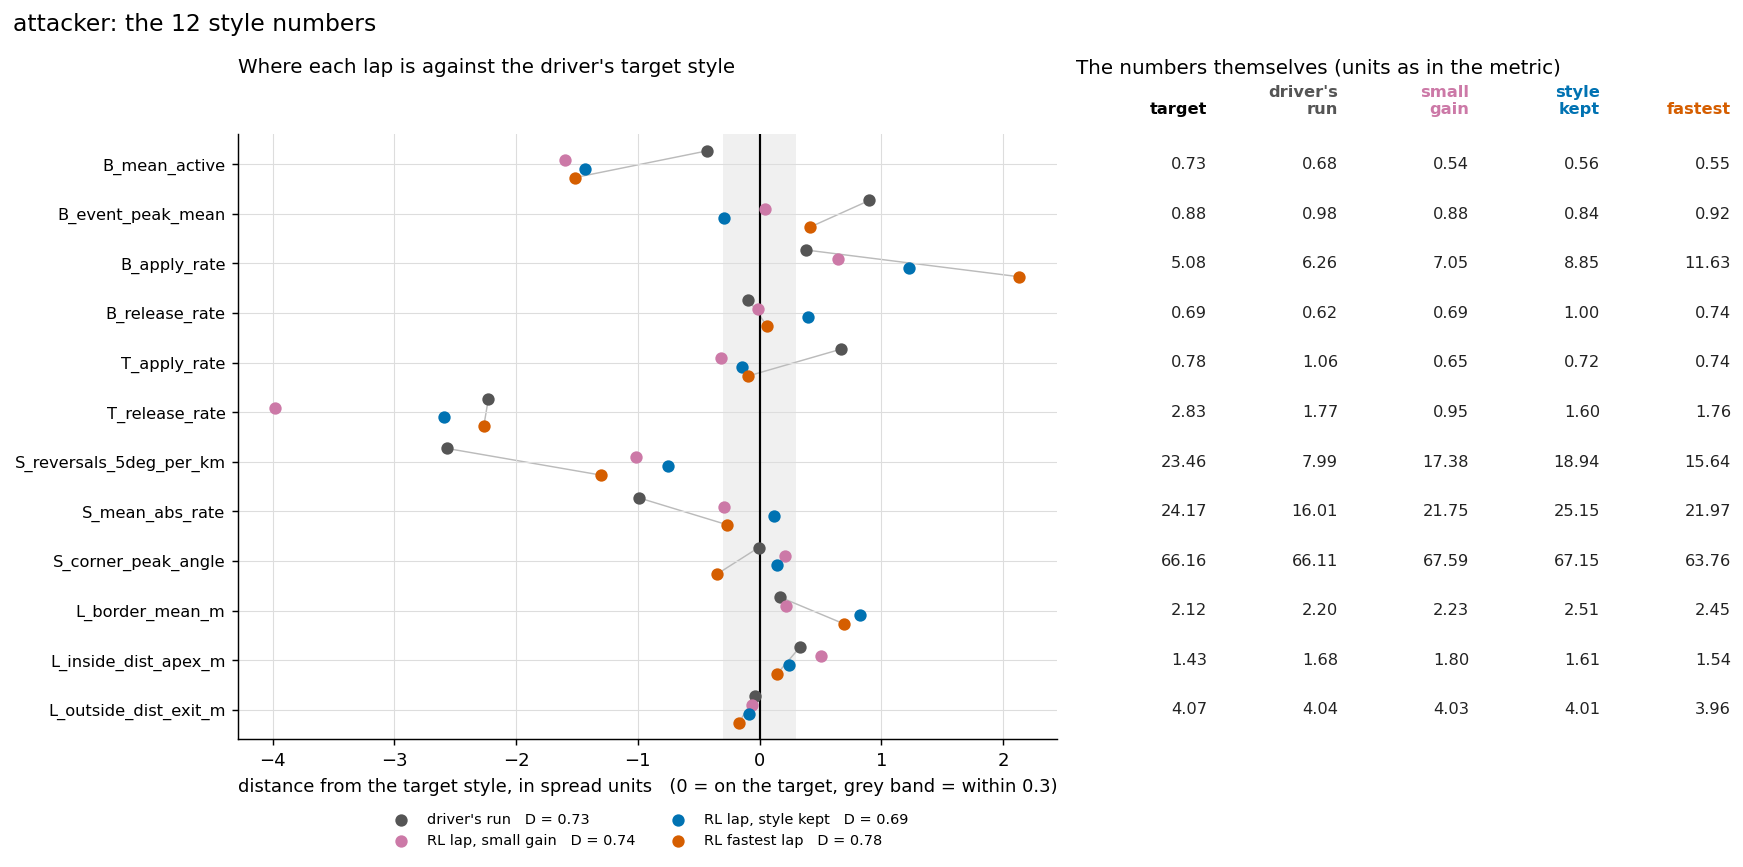 attacker: the 12 style numbers
Where each lap is against the driver's target style
The numbers themselves (units as in the metric)
target driver's run small gain style kept fastest
B_mean_active 0.73 0.68 0.54 0.56 0.55
B_event_peak_mean 0.88 0.98 0.88 0.84 0.92
B_apply_rate 5.08 6.26 7.05 8.85 11.63
B_release_rate 0.69 0.62 0.69 1.00 0.74
T_apply_rate 0.78 1.06 0.65 0.72 0.74
T_release_rate 2.83 1.77 0.95 1.60 1.76
S_reversals_5deg_per_km 23.46 7.99 17.38 18.94 15.64
S_mean_abs_rate 24.17 16.01 21.75 25.15 21.97
S_corner_peak_angle 66.16 66.11 67.59 67.15 63.76
L_border_mean_m 2.12 2.20 2.23 2.51 2.45
L_inside_dist_apex_m 1.43 1.68 1.80 1.61 1.54
L_outside_dist_exit_m 4.07 4.04 4.03 4.01 3.96
−4 −3 −2 −1 0 1 2
distance from the target style, in spread units (0 = on the target, grey band = within 0.3)
driver's run D = 0.73
RL lap, small gain D = 0.74
RL lap, style kept D = 0.69
RL fastest lap D = 0.78